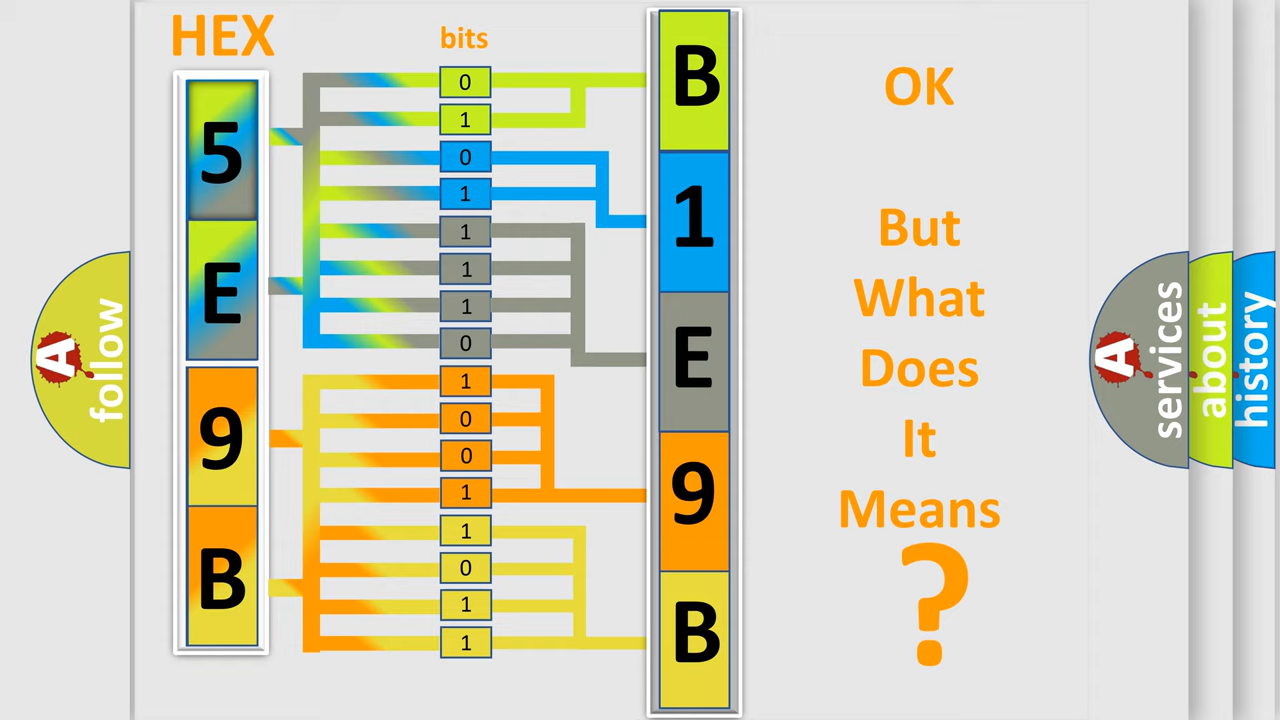 HEX
bits
5
E
9
B
0
1
0
1
1
1
1
0
1
0
0
1
1
0
1
1
B
1
E
9
B
OK
But
What
Does
It
Means
?
A
follow
A
services
about
history